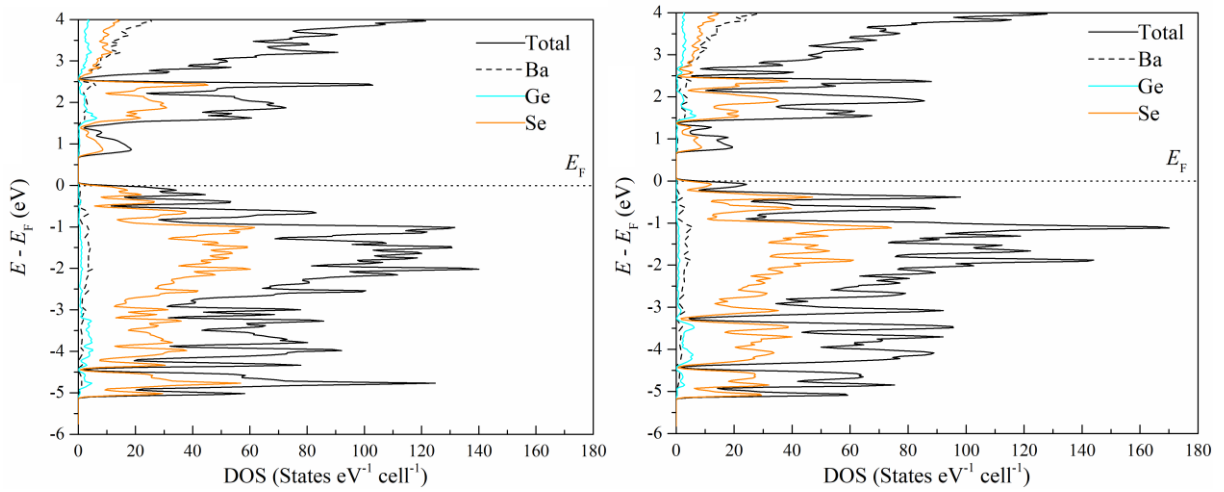 4
3
2
1
0
-1
-2
-3
-4
-5
-6
E - E_F (eV)
Total
Ba
Ge
Se
E_F
0 20 40 60 80 100 120 140 160 180
DOS (States eV⁻¹ cell⁻¹)
4
3
2
1
0
-1
-2
-3
-4
-5
-6
E - E_F (eV)
Total
Ba
Ge
Se
E_F
0 20 40 60 80 100 120 140 160 180
DOS (States eV⁻¹ cell⁻¹)